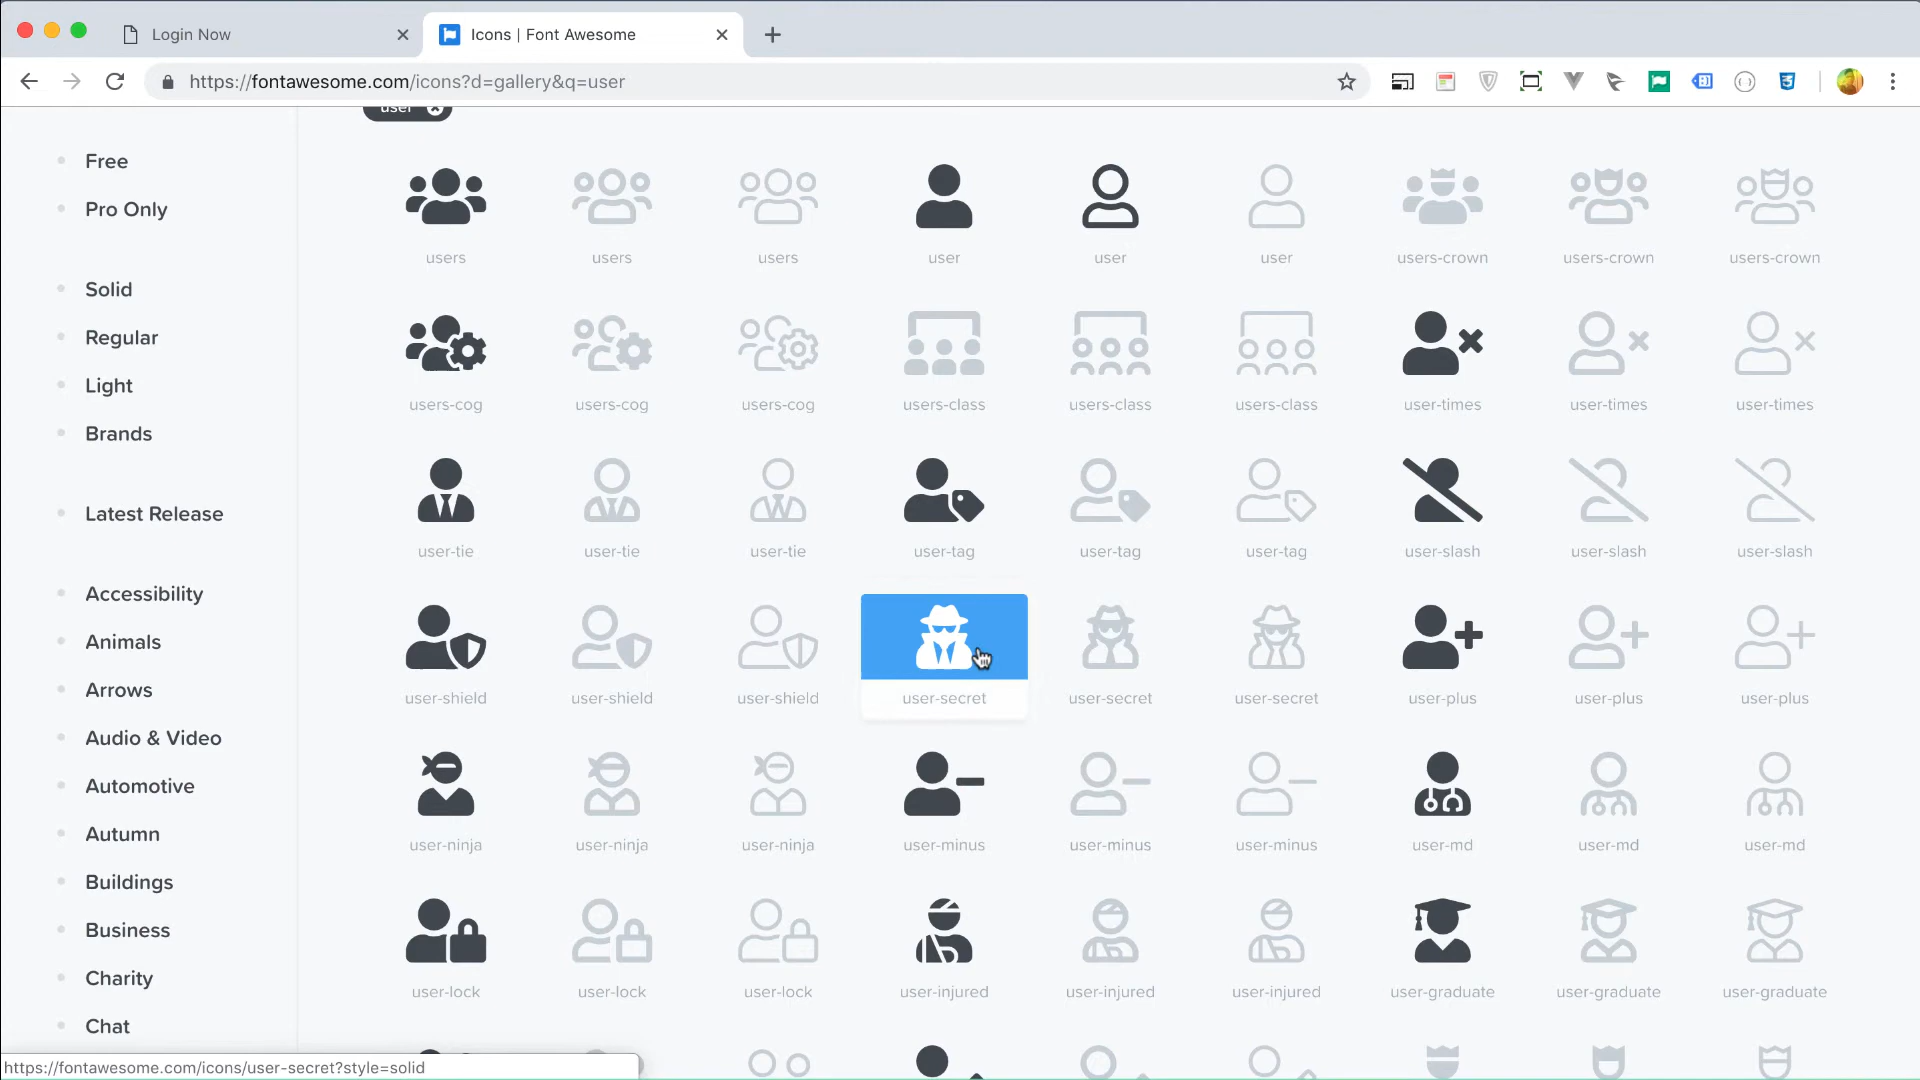 Login Now
Icons | Font Awesome
https://fontawesome.com/icons?d=gallery&q=user
user
Free
Pro Only
Solid
Regular
Light
Brands
Latest Release
Accessibility
Animals
Arrows
Audio & Video
Automotive
Autumn
Buildings
Business
Charity
Chat
users users users user user user users-crown users-crown users-crown
users-cog users-cog users-cog users-class users-class users-class user-times user-times user-times
user-tie user-tie user-tie user-tag user-tag user-tag user-slash user-slash user-slash
user-shield user-shield user-shield user-secret user-secret user-secret user-plus user-plus user-plus
user-ninja user-ninja user-ninja user-minus user-minus user-minus user-md user-md user-md
user-lock user-lock user-lock user-injured user-injured user-injured user-graduate user-graduate user-graduate
https://fontawesome.com/icons/user-secret?style=solid